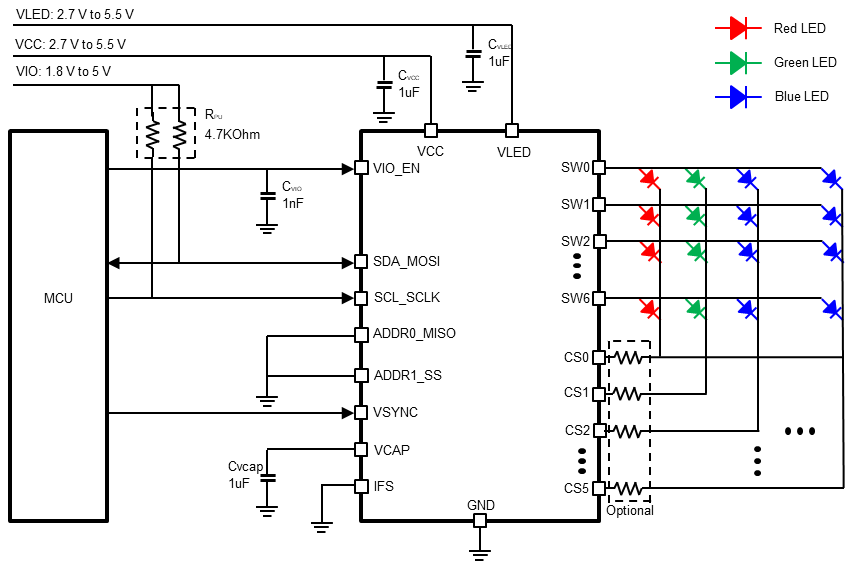 VLED: 2.7 V to 5.5 V
VCC: 2.7 V to 5.5 V
VIO: 1.8 V to 5 V
CVLED
1uF
CVCC
1uF
RPU
4.7KOhm
Red LED
Green LED
Blue LED
VCC
VLED
VIO_EN
CVIO
1nF
SDA_MOSI
SCL_SCLK
MCU
ADDR0_MISO
ADDR1_SS
VSYNC
VCAP
CVcap
1uF
IFS
GND
SW0
SW1
SW2
SW6
CS0
CS1
CS2
CS5
Optional